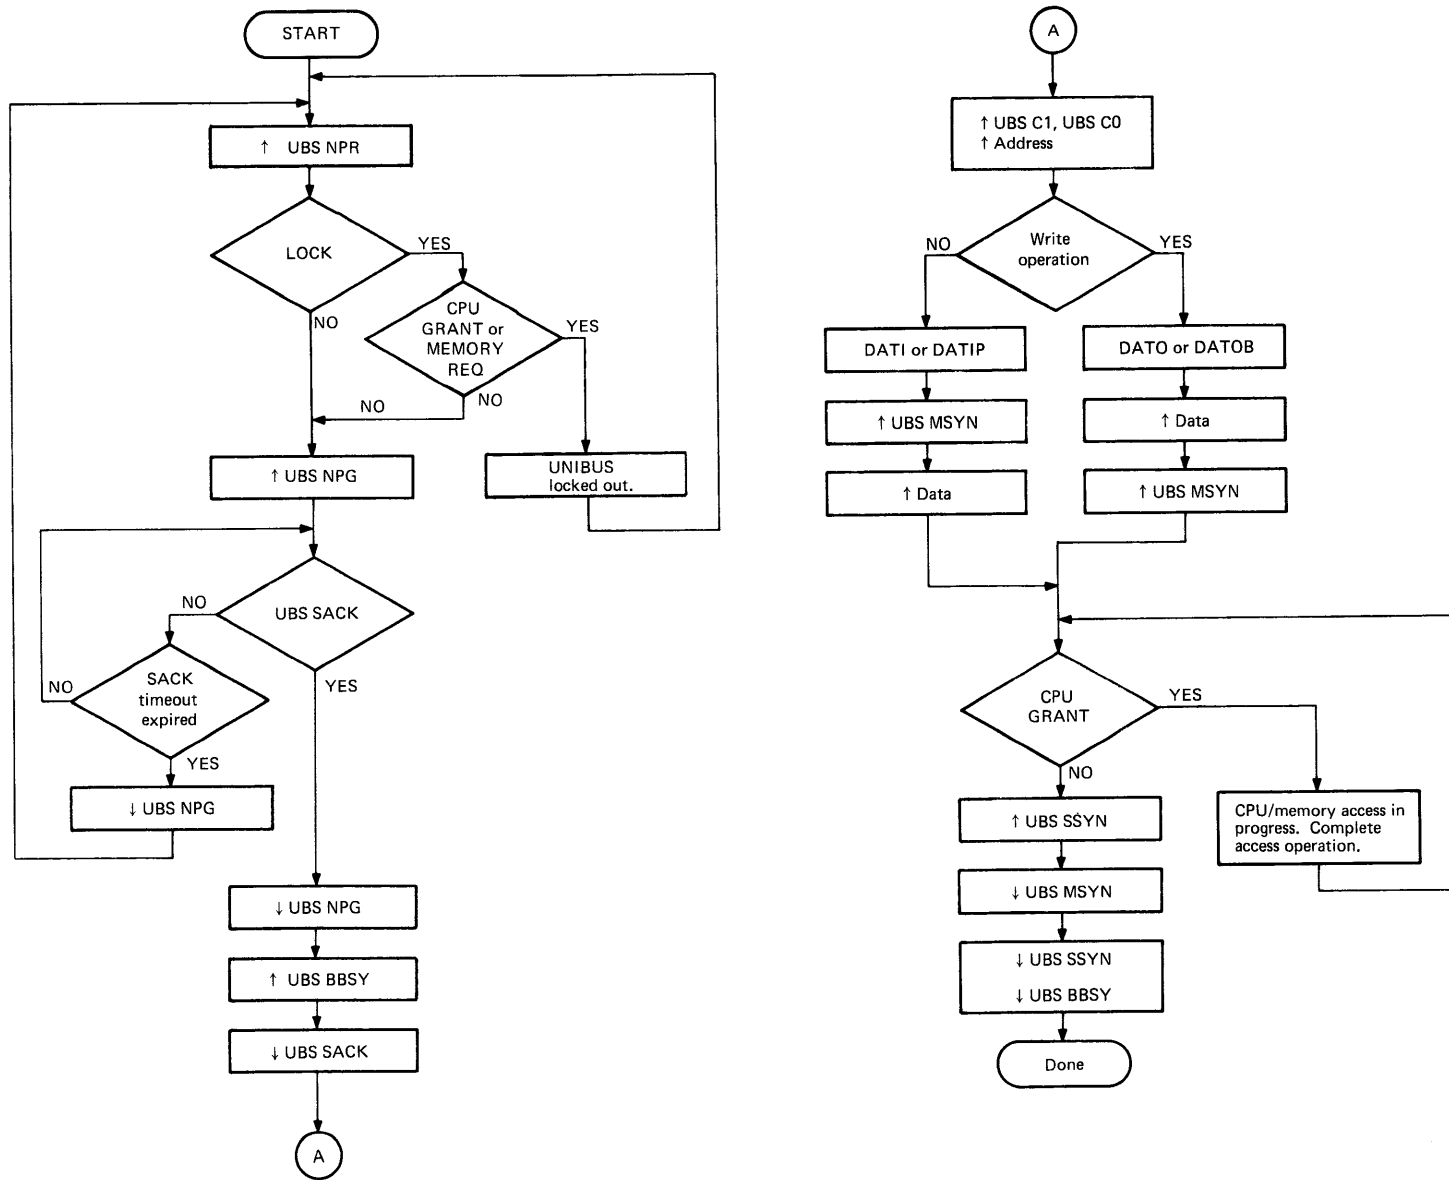 START
↑ UBS NPR
LOCK
YES
NO
CPU
GRANT or
MEMORY
REQ
YES
NO
NO
↑ UBS NPG
UNIBUS
locked out.
UBS SACK
NO
YES
SACK
timeout
expired
NO
YES
↓ UBS NPG
↓ UBS NPG
↑ UBS BBSY
↓ UBS SACK
A
A
↑ UBS C1, UBS C0
↑ Address
Write
operation
NO
YES
DATI or DATIP
↑ UBS MSYN
↑ Data
DATO or DATOB
↑ Data
↑ UBS MSYN
CPU
GRANT
YES
NO
CPU/memory access in
progress. Complete
access operation.
↑ UBS SSYN
↓ UBS MSYN
↓ UBS SSYN
↓ UBS BBSY
Done